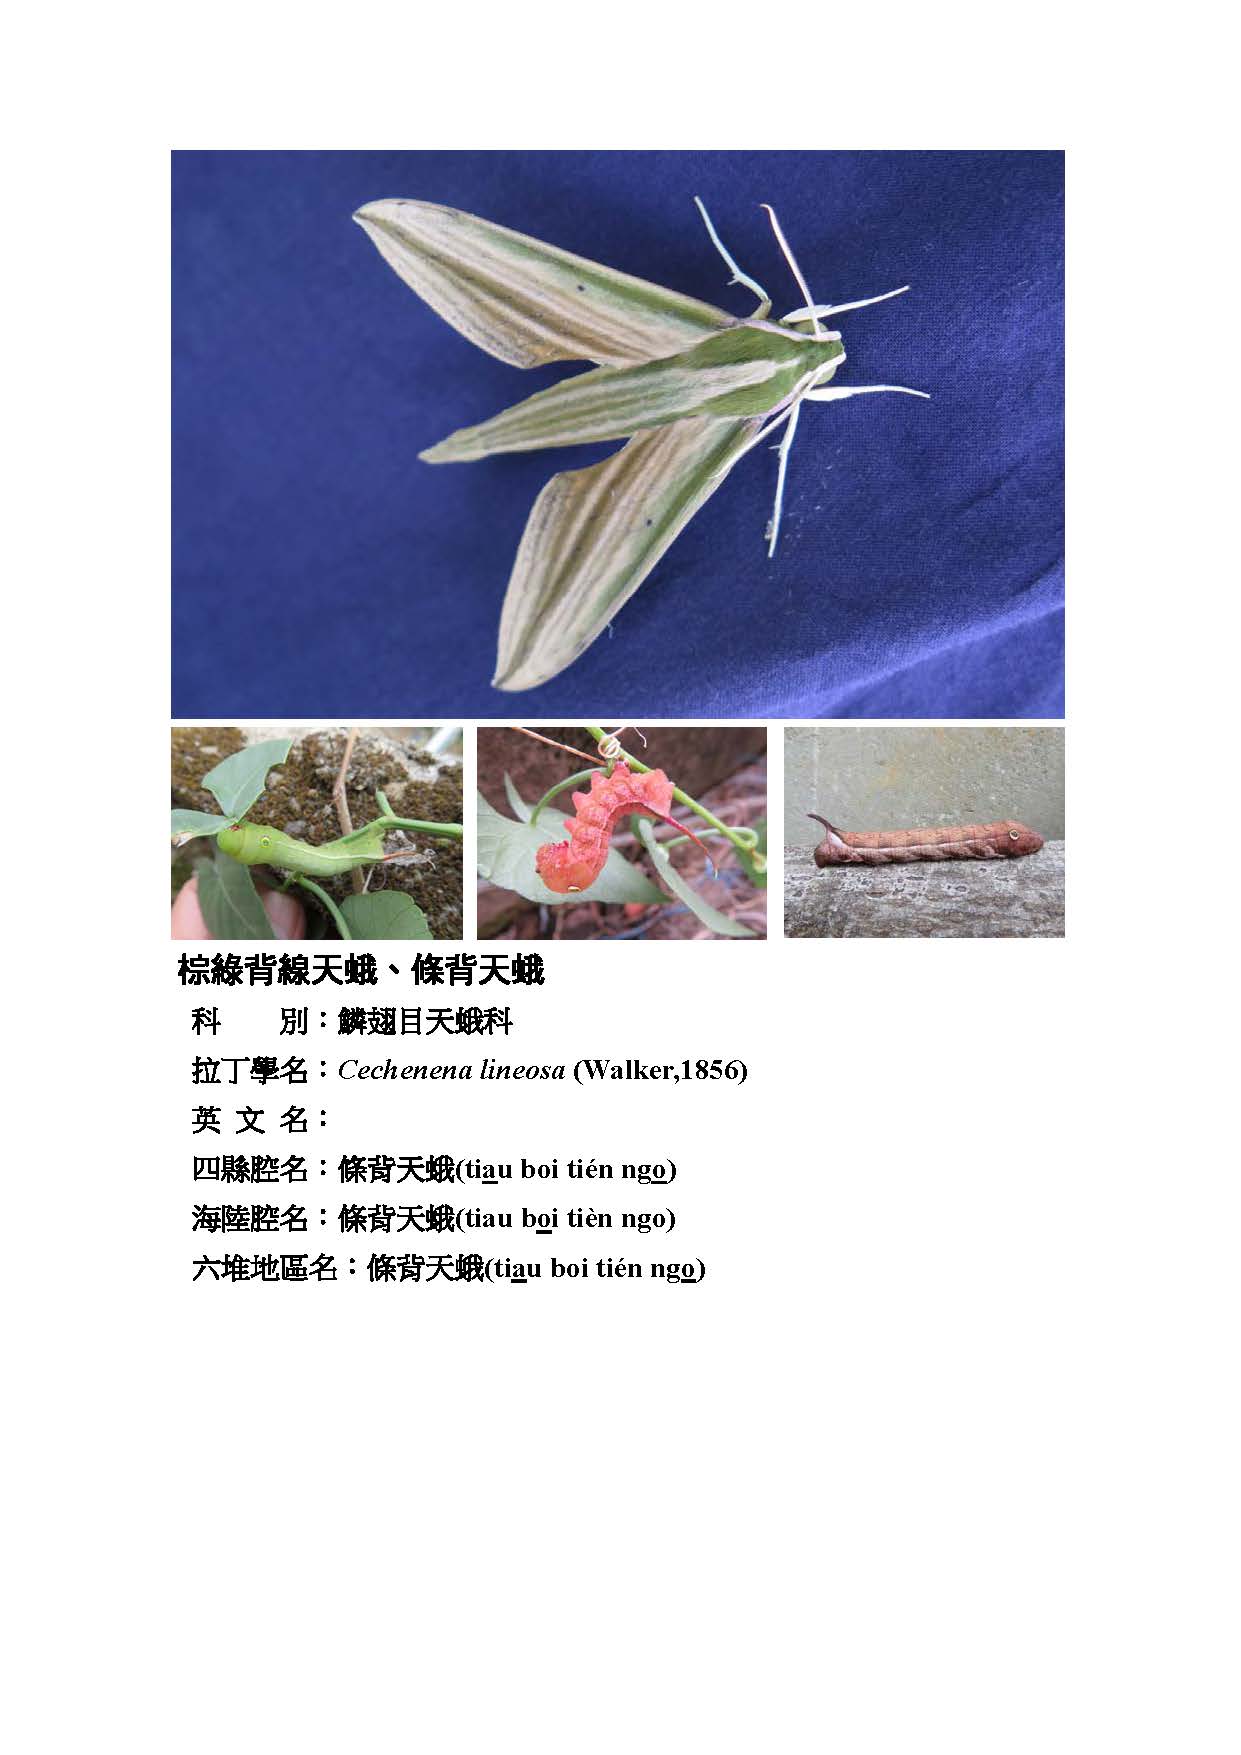 棕綠背線天蛾、條背天蛾
科　　別：鱗翅目天蛾科
拉丁學名：Cechenena lineosa (Walker,1856)
英 文 名：
四縣腔名：條背天蛾(tiau boi tién ngo)
海陸腔名：條背天蛾(tiau boi tièn ngo)
六堆地區名：條背天蛾(tiau boi tién ngo)